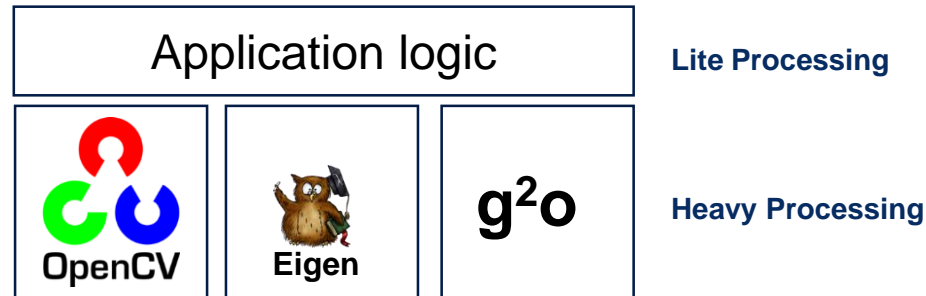 Application logic
Lite Processing
OpenCV
Eigen
g²o
Heavy Processing